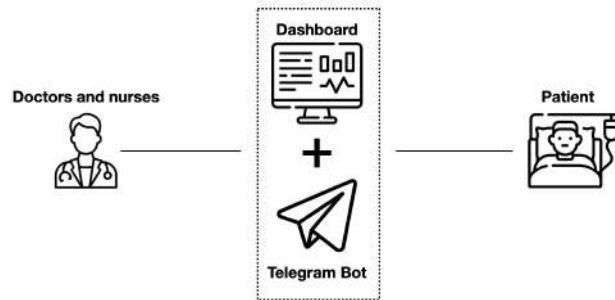 Dashboard
Doctors and nurses
Patient
+
Telegram Bot